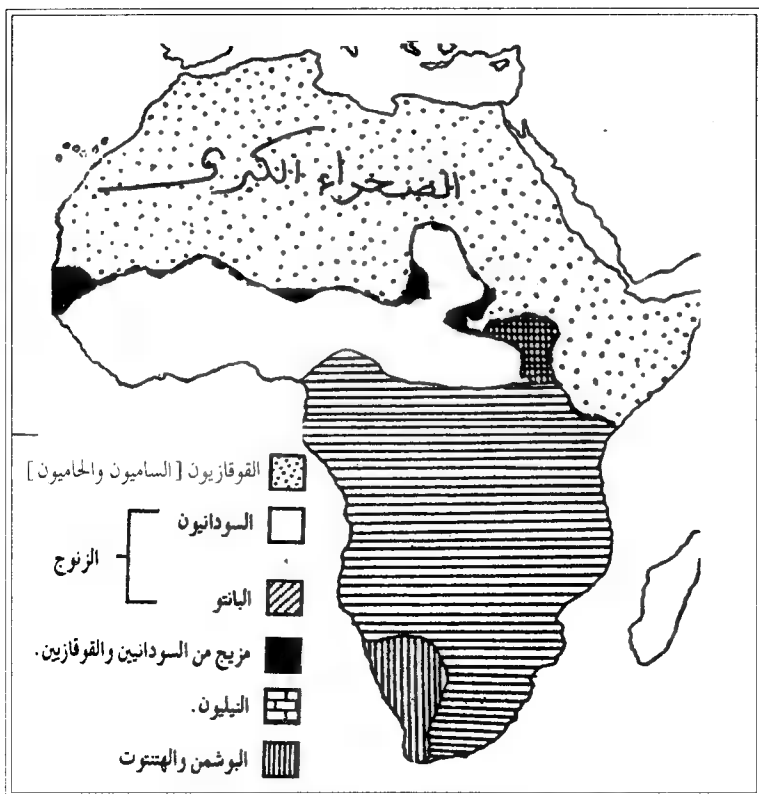 الصحراء الكبرى
القوقازيون [الساميون والحاميون]
السودانيون
الزنوج
البانتو
مزيج من السودانيين والقوقازيين.
النيليون.
البوشمن والهتنتوت